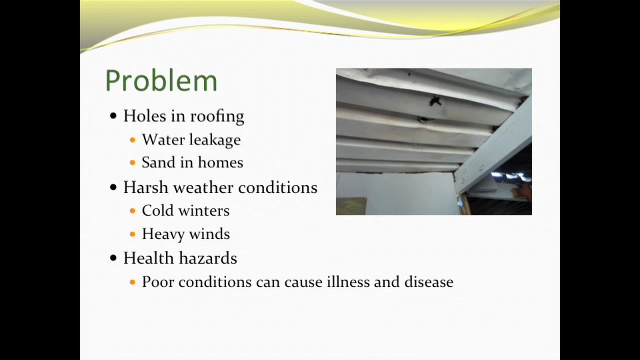 Problem
• Holes in roofing
• Water leakage
• Sand in homes
• Harsh weather conditions
• Cold winters
• Heavy winds
• Health hazards
• Poor conditions can cause illness and disease